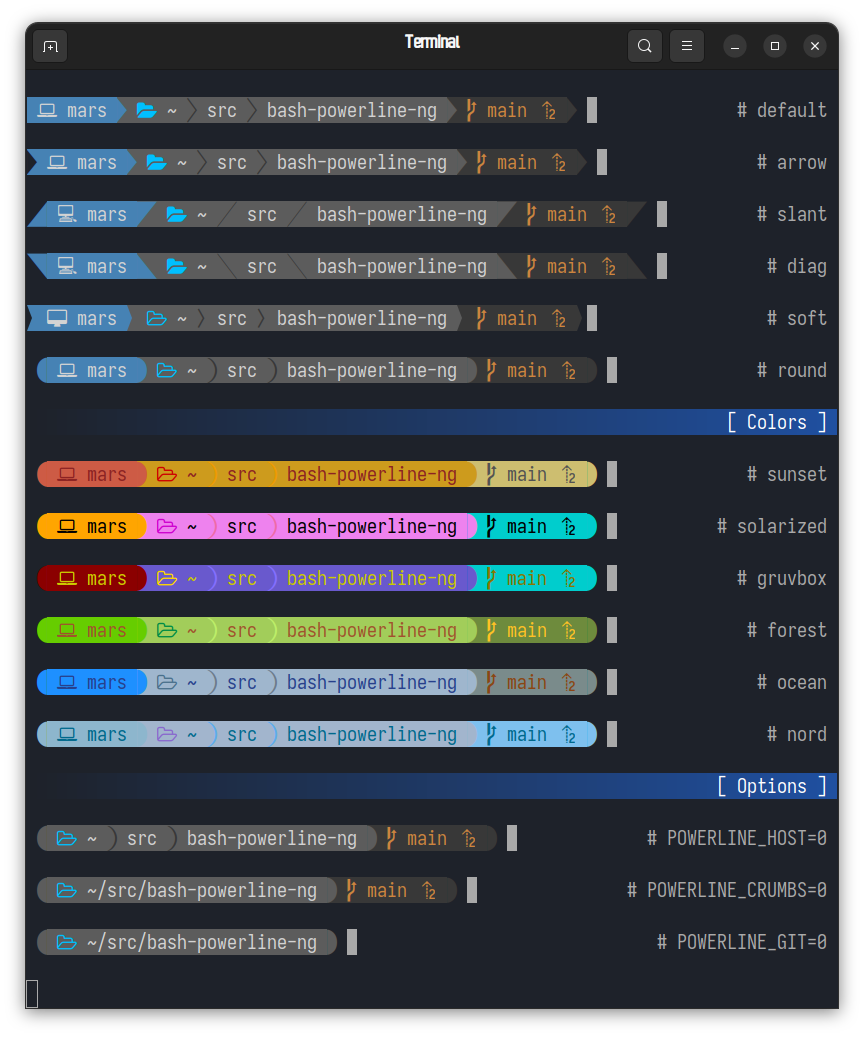 Terminal
mars ~ src bash-powerline-ng main ⇡2 # default
mars ~ src bash-powerline-ng main ⇡2 # arrow
mars ~ src bash-powerline-ng main ⇡2 # slant
mars ~ src bash-powerline-ng main ⇡2 # diag
mars ~ src bash-powerline-ng main ⇡2 # soft
mars ~ src bash-powerline-ng main ⇡2 # round
[ Colors ]
mars ~ src bash-powerline-ng main ⇡2 # sunset
mars ~ src bash-powerline-ng main ⇡2 # solarized
mars ~ src bash-powerline-ng main ⇡2 # gruvbox
mars ~ src bash-powerline-ng main ⇡2 # forest
mars ~ src bash-powerline-ng main ⇡2 # ocean
mars ~ src bash-powerline-ng main ⇡2 # nord
[ Options ]
~ src bash-powerline-ng main ⇡2 # POWERLINE_HOST=0
~/src/bash-powerline-ng main ⇡2 # POWERLINE_CRUMBS=0
~/src/bash-powerline-ng # POWERLINE_GIT=0